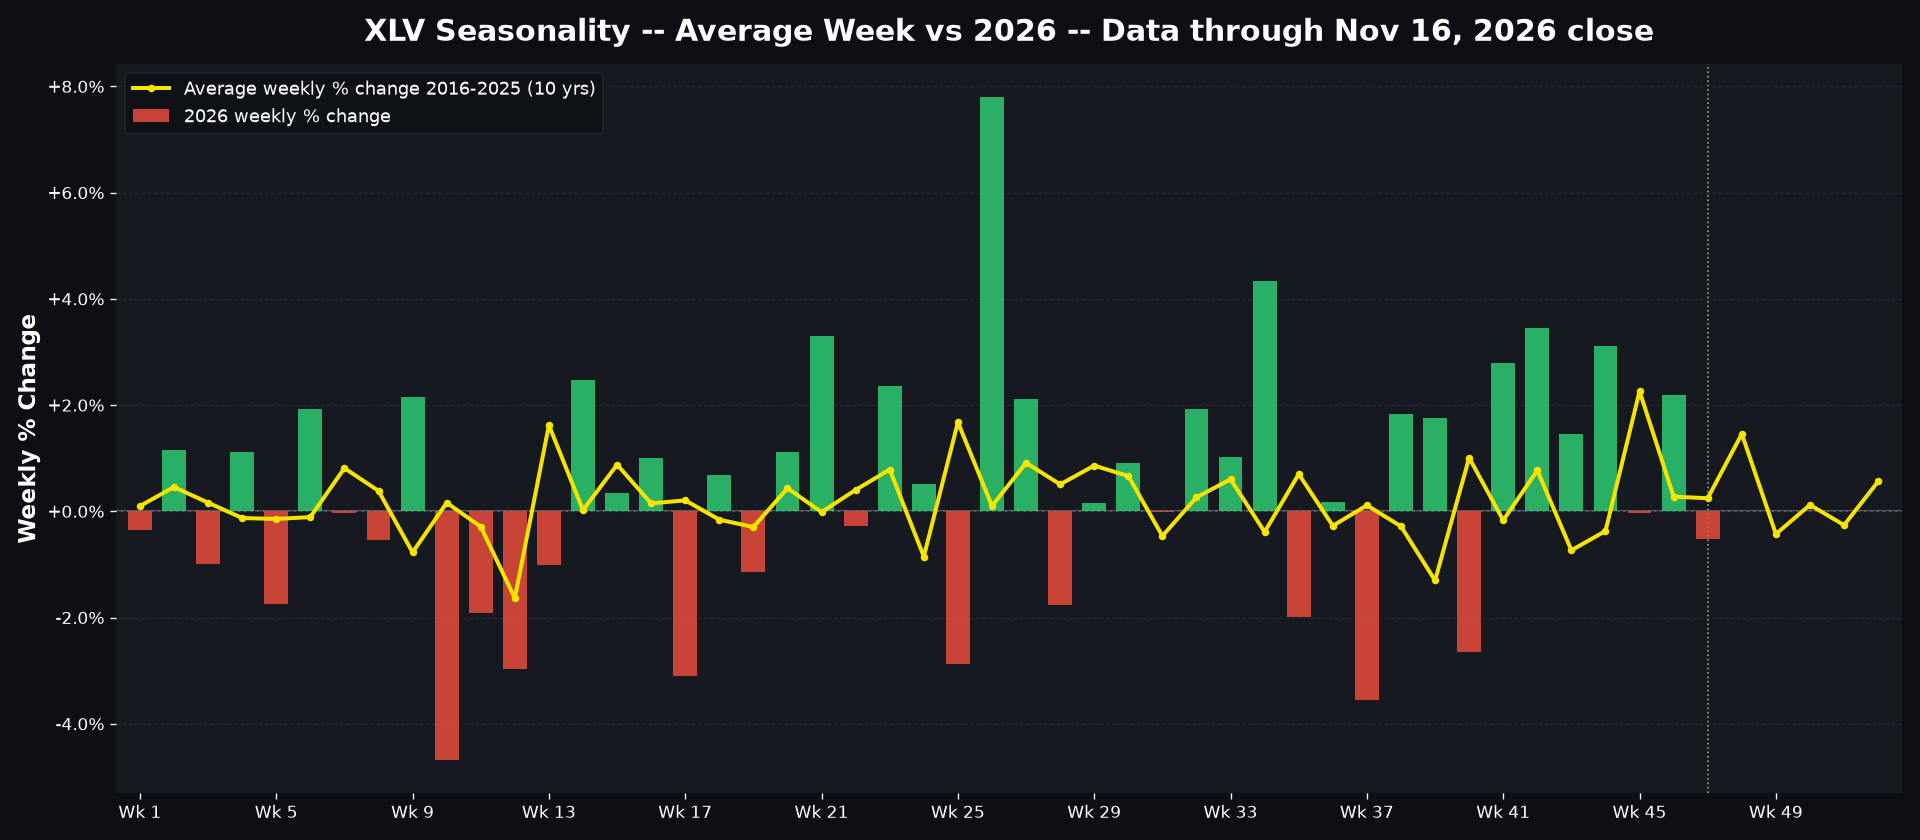 XLV Seasonality -- Average Week vs 2026 -- Data through Nov 16, 2026 close
Average weekly % change 2016-2025 (10 yrs)
2026 weekly % change
Weekly % Change
+8.0%
+6.0%
+4.0%
+2.0%
+0.0%
-2.0%
-4.0%
Wk 1 Wk 5 Wk 9 Wk 13 Wk 17 Wk 21 Wk 25 Wk 29 Wk 33 Wk 37 Wk 41 Wk 45 Wk 49